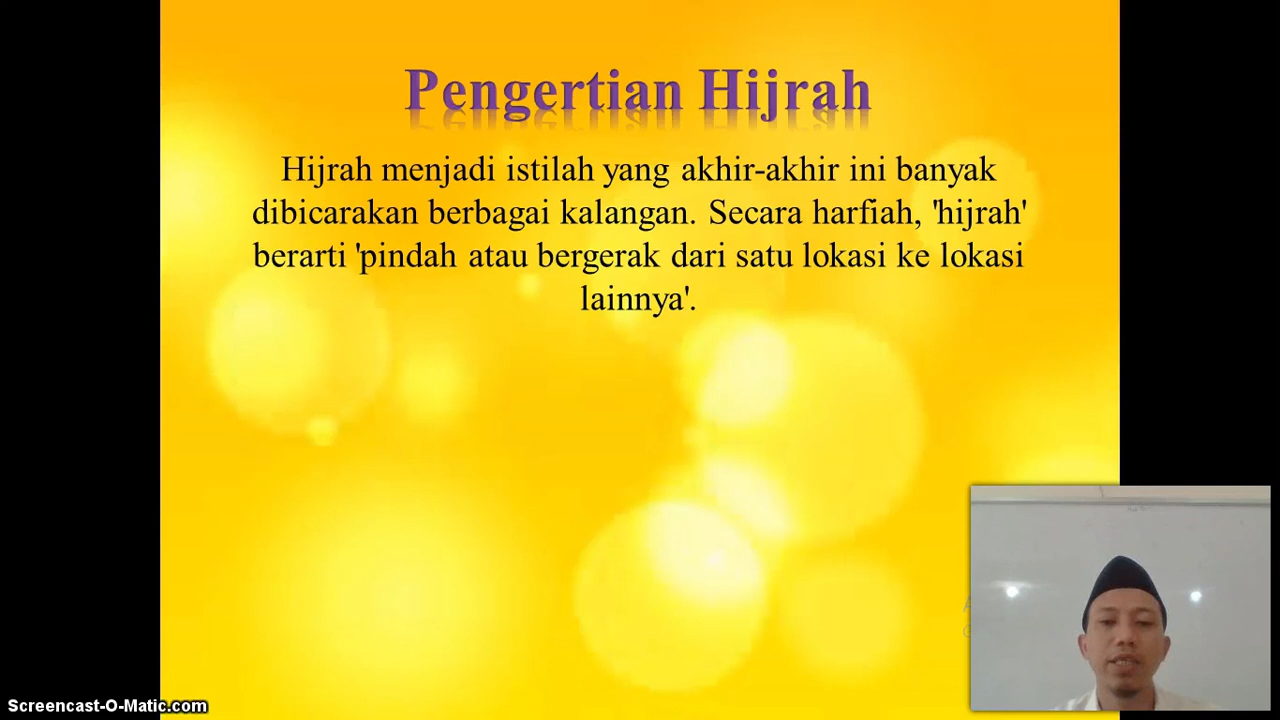 Pengertian Hijrah
Hijrah menjadi istilah yang akhir-akhir ini banyak
dibicarakan berbagai kalangan. Secara harfiah, 'hijrah'
berarti 'pindah atau bergerak dari satu lokasi ke lokasi
lainnya'.
Screencast-O-Matic.com